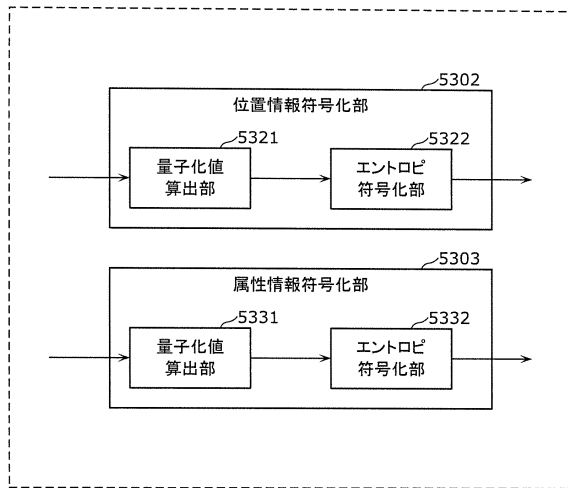 5302
位置情報符号化部
5321
量子化値
算出部
5322
エントロピ
符号化部
5303
属性情報符号化部
5331
量子化値
算出部
5332
エントロピ
符号化部